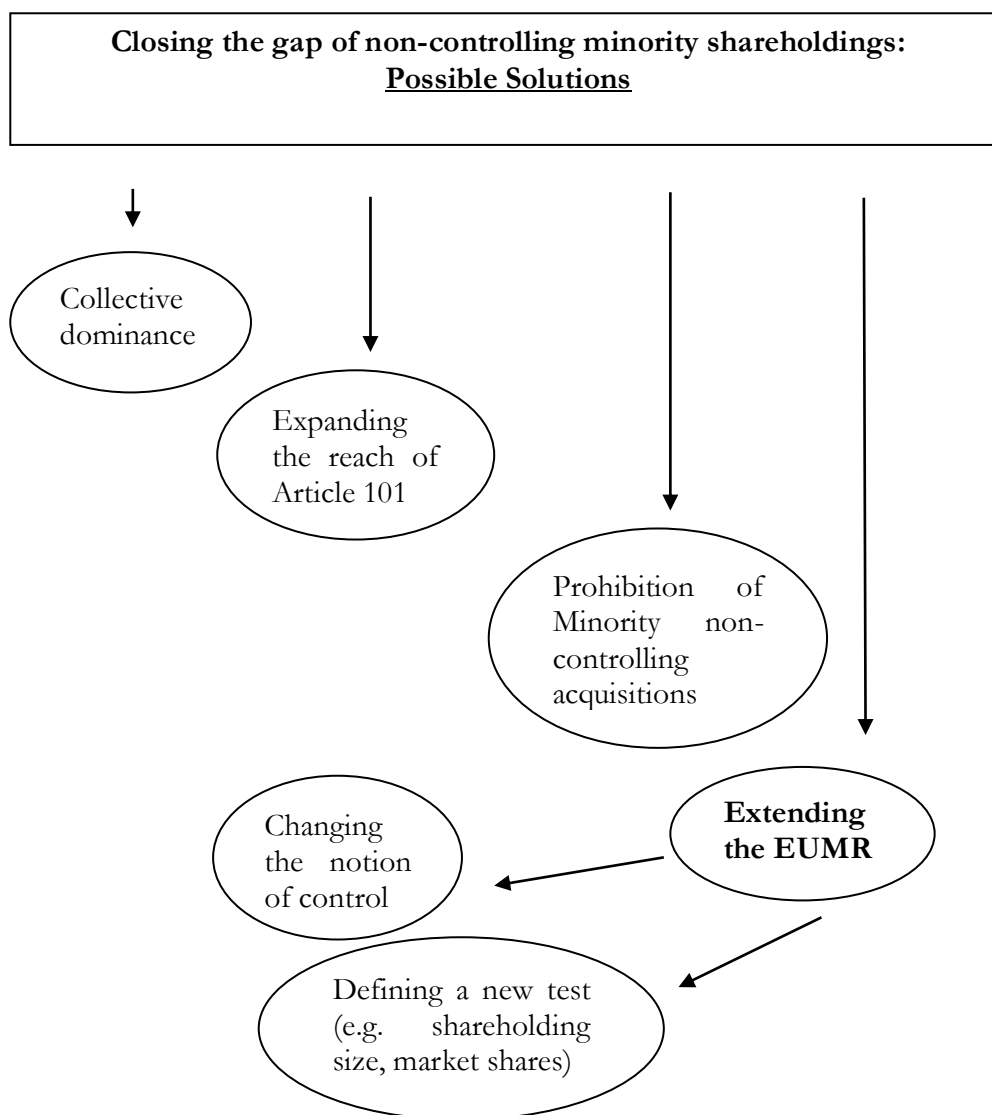 Closing the gap of non-controlling minority shareholdings:
Possible Solutions
Collective
dominance
Expanding
the reach of
Article 101
Prohibition of
Minority non-
controlling
acquisitions
Extending
the EUMR
Changing
the notion
of control
Defining a new test
(e.g. shareholding
size, market shares)